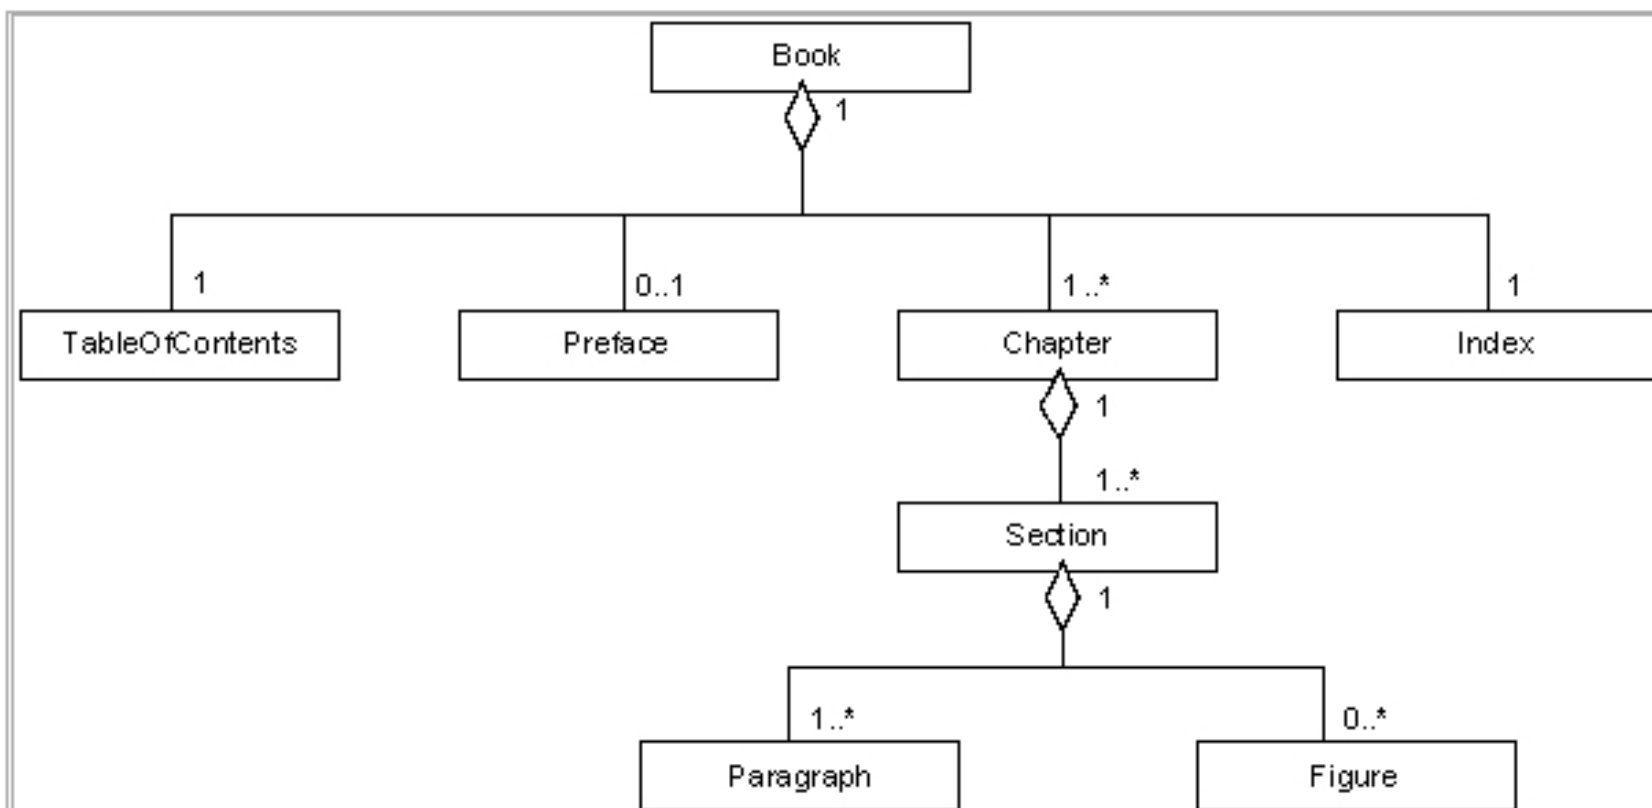 Book
1
1
0..1
1..*
1
TableOfContents
Preface
Chapter
Index
1
1..*
Section
1
1..*
0..*
Paragraph
Figure